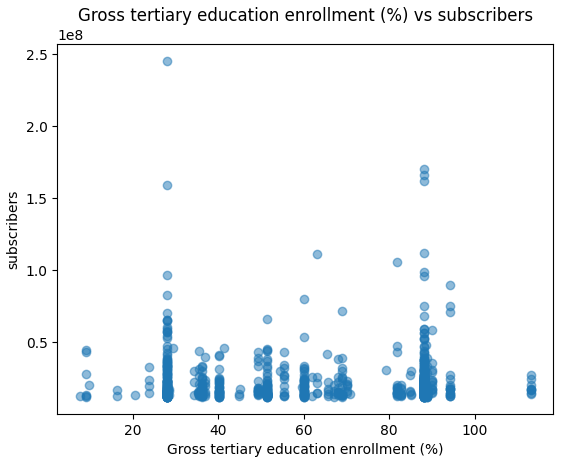 Gross tertiary education enrollment (%) vs subscribers
1e8
2.5
2.0
1.5
1.0
0.5
subscribers
20 40 60 80 100
Gross tertiary education enrollment (%)